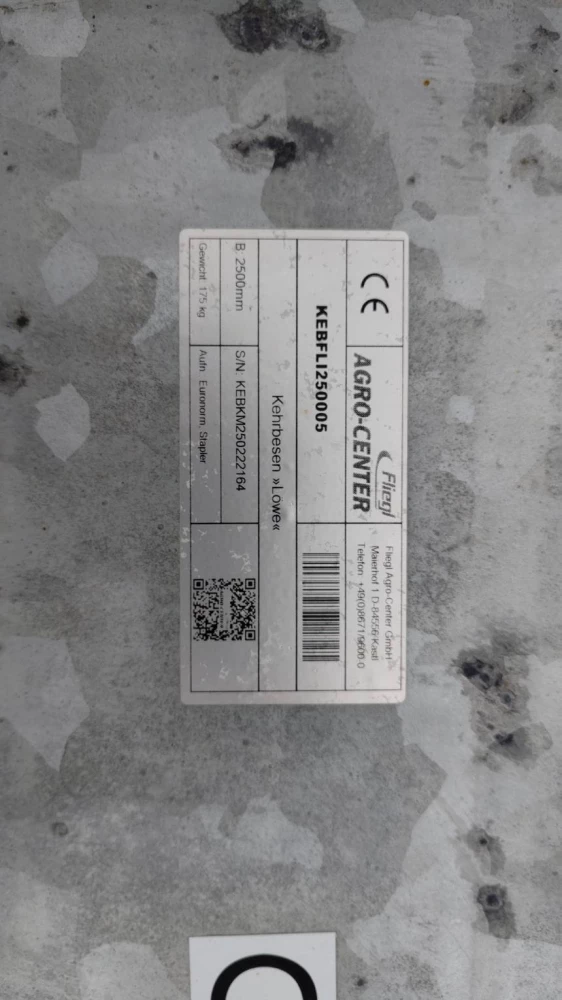 CE
Fliegl
AGRO-CENTER
Fliegl Agro-Center GmbH
Maierhof 1 D-84556 Kastl
Telefon: +49(0)8671/9600-0
KEBFLI250005
Kehrbesen »Löwe«
B: 2500mm
S/N: KEBKM250222164
Gewicht: 175 kg
Aufn.: Euronorm, Stapler